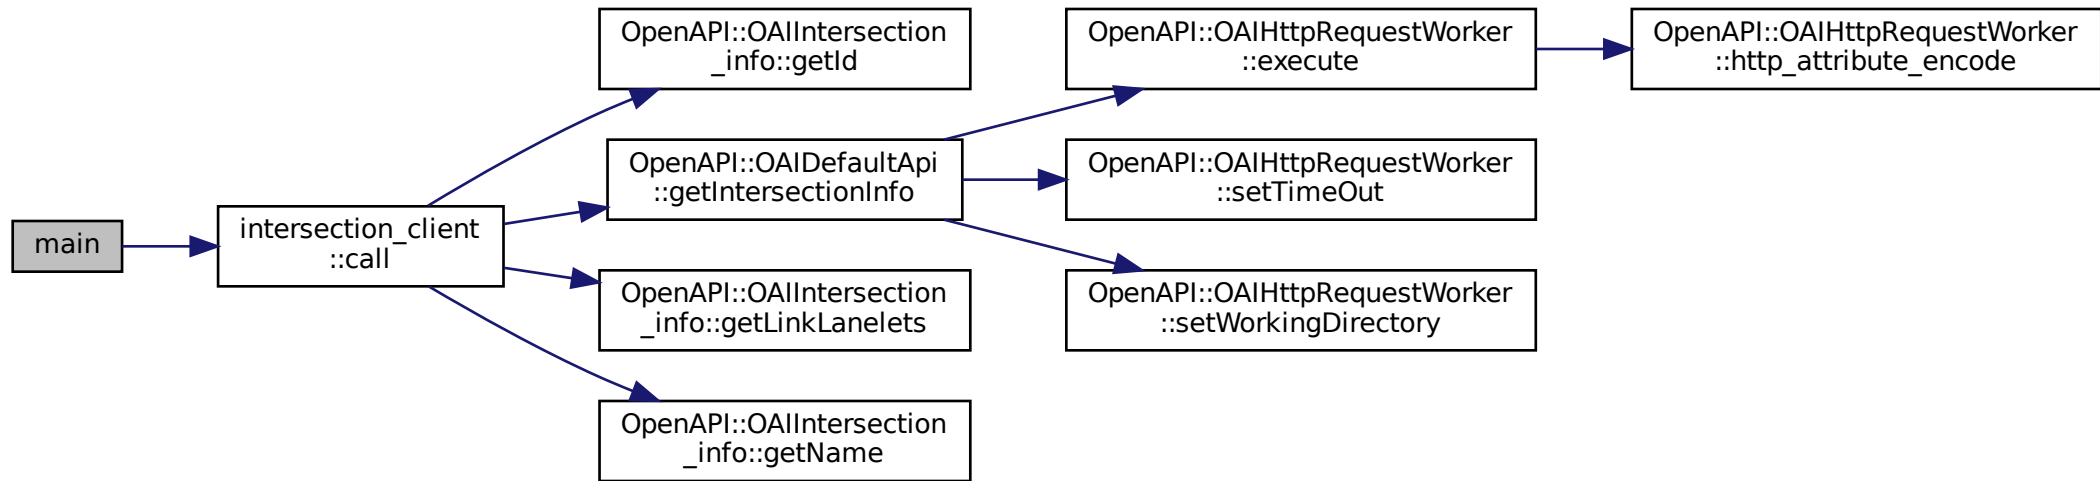 main
intersection_client
::call
OpenAPI::OAIIntersection
_info::getId
OpenAPI::OAIDefaultApi
::getIntersectionInfo
OpenAPI::OAIIntersection
_info::getLinkLanelets
OpenAPI::OAIIntersection
_info::getName
OpenAPI::OAIHttpRequestWorker
::execute
OpenAPI::OAIHttpRequestWorker
::setTimeOut
OpenAPI::OAIHttpRequestWorker
::setWorkingDirectory
OpenAPI::OAIHttpRequestWorker
::http_attribute_encode